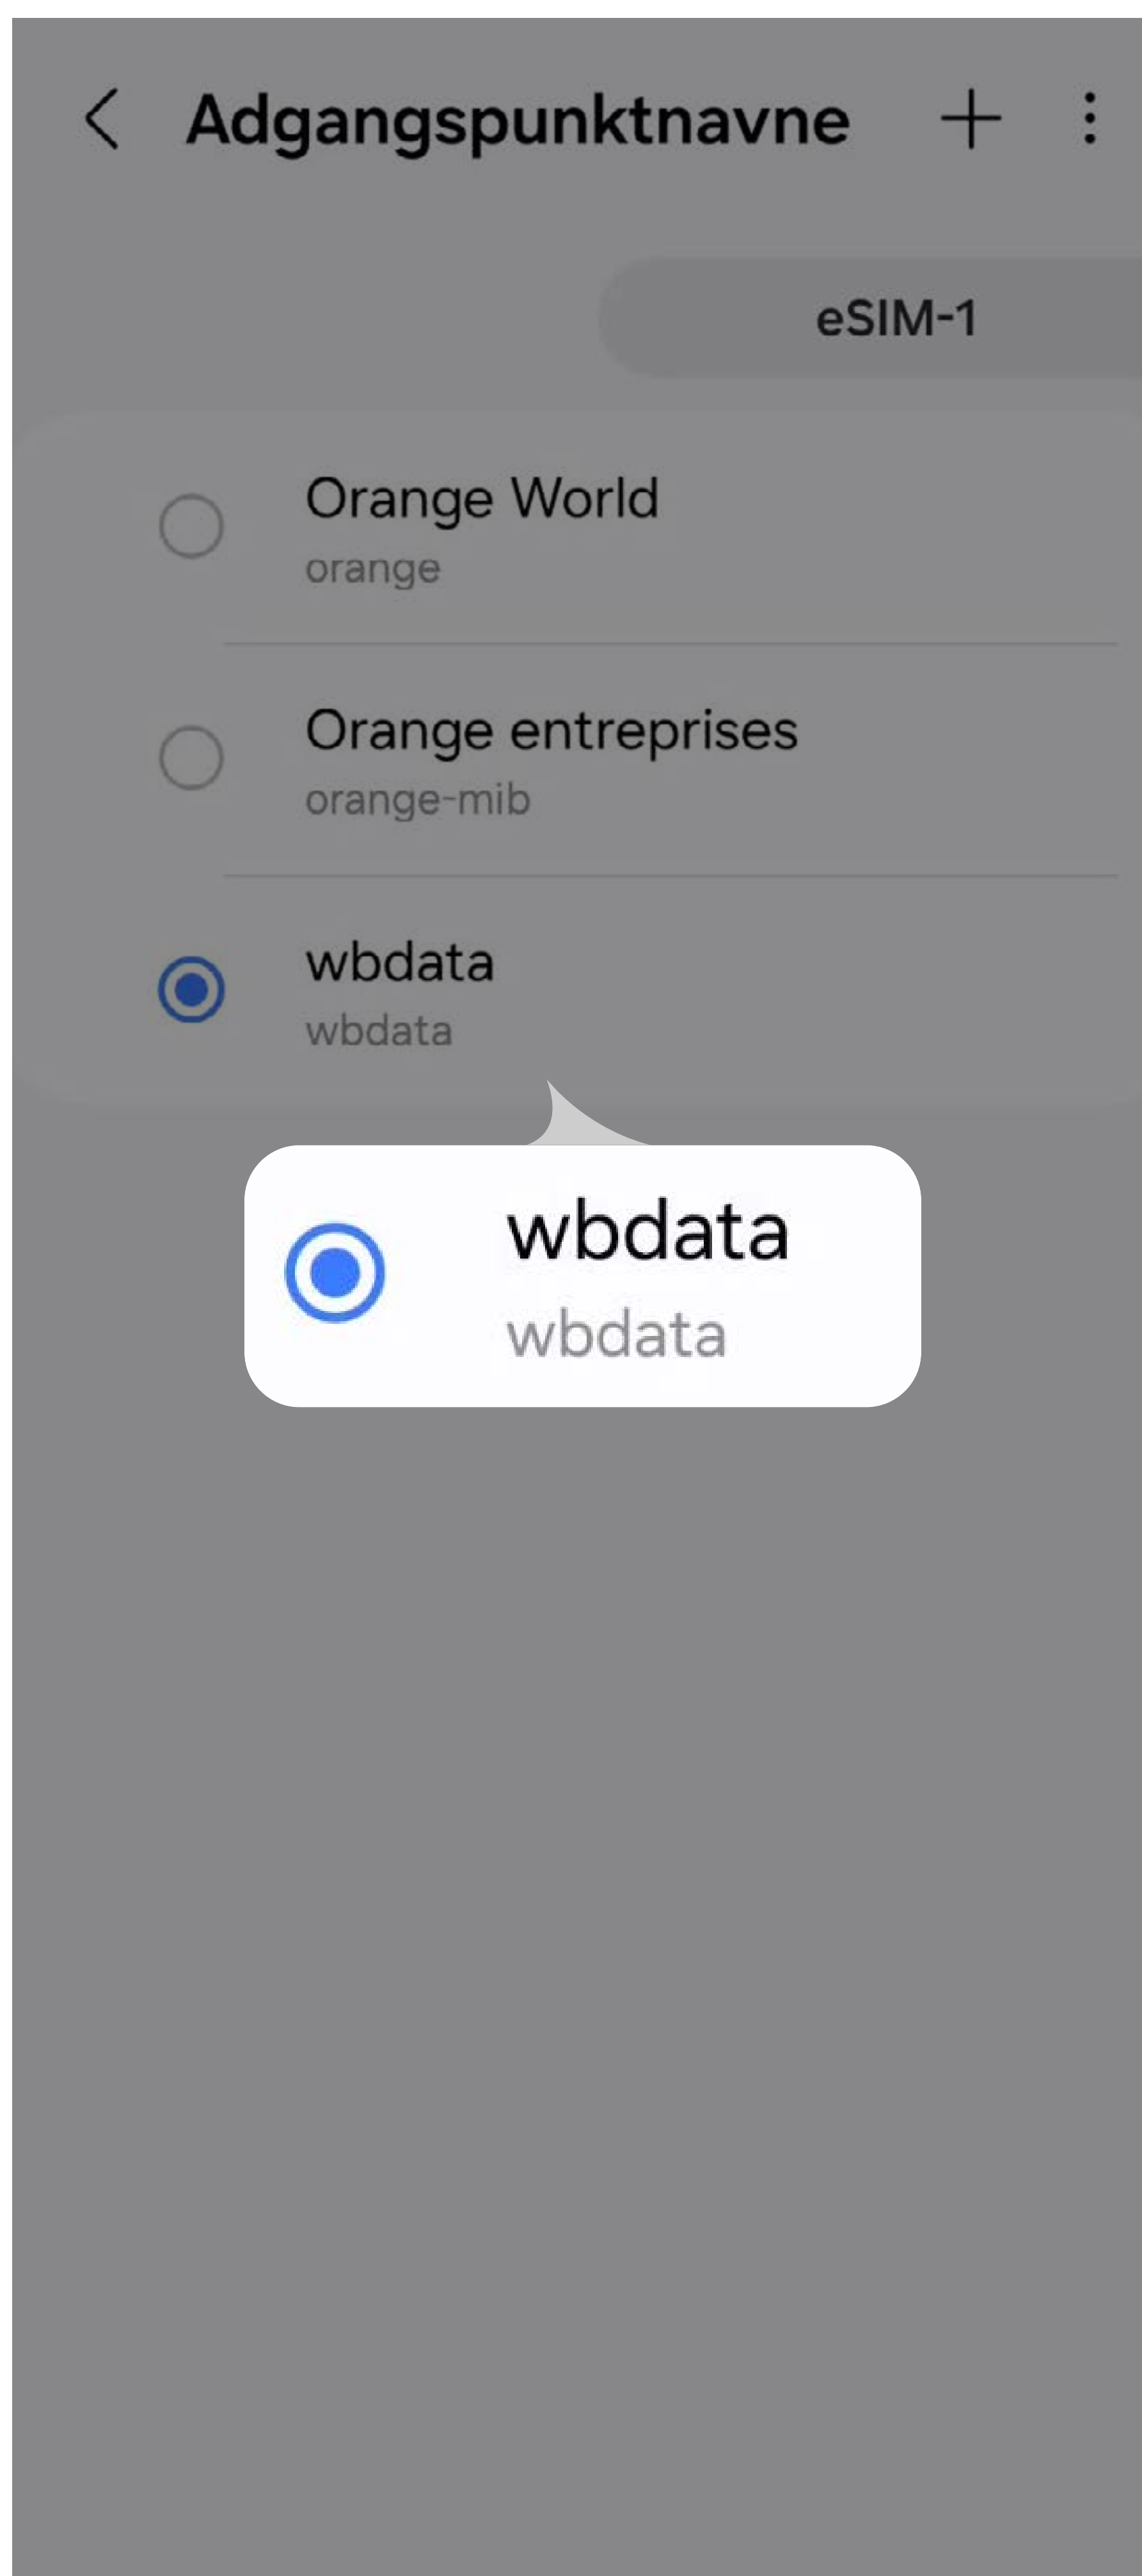 Adgangspunktnavne
eSIM-1
Orange World
orange
Orange entreprises
orange-mib
wbdata
wbdata
wbdata
wbdata